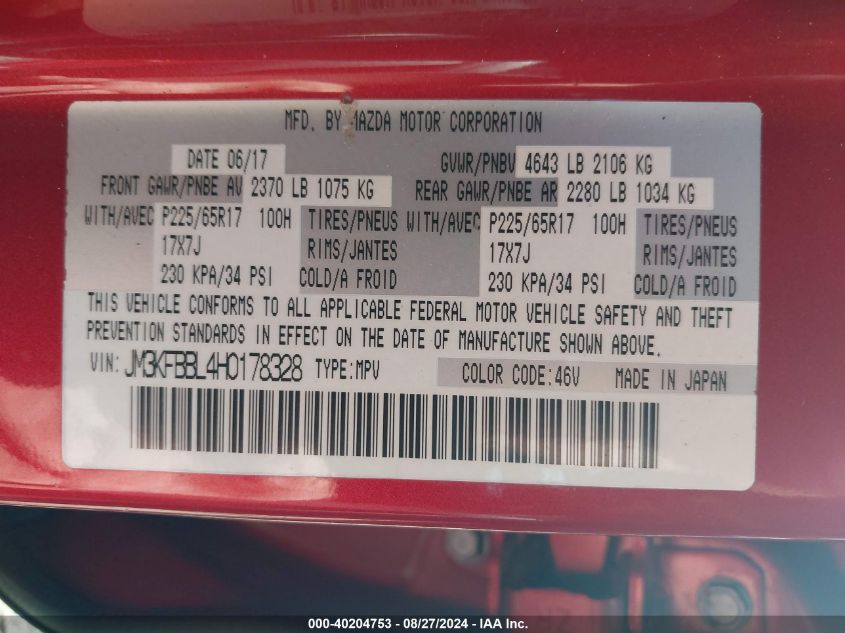 MFD. BY MAZDA MOTOR CORPORATION
DATE 06/17 GVWR/PNBV 4643 LB 2106 KG
FRONT GAWR/PNBE AV 2370 LB 1075 KG REAR GAWR/PNBE AR 2280 LB 1034 KG
WITH/AVEC P225/65R17 100H TIRES/PNEUS WITH/AVEC P225/65R17 100H TIRES/PNEUS
17X7J RIMS/JANTES 17X7J RIMS/JANTES
230 KPA/34 PSI COLD/A FROID 230 KPA/34 PSI COLD/A FROID
THIS VEHICLE CONFORMS TO ALL APPLICABLE FEDERAL MOTOR VEHICLE SAFETY AND THEFT
PREVENTION STANDARDS IN EFFECT ON THE DATE OF MANUFACTURE SHOWN ABOVE.
VIN: JM3KFBBL4H0178328 TYPE:MPV COLOR CODE:46V MADE IN JAPAN
000-40204753 - 08/27/2024 - IAA Inc.